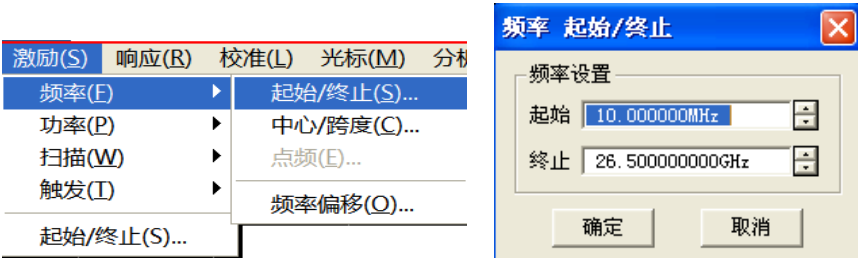 激励(S) 响应(R) 校准(L) 光标(M) 分析
频率(F)
功率(P)
扫描(W)
触发(T)
起始/终止(S)...
起始/终止(S)...
中心/跨度(C)...
点频(E)...
频率偏移(O)...
频率 起始/终止
频率设置
起始 10.000000MHz
终止 26.500000000GHz
确定 取消